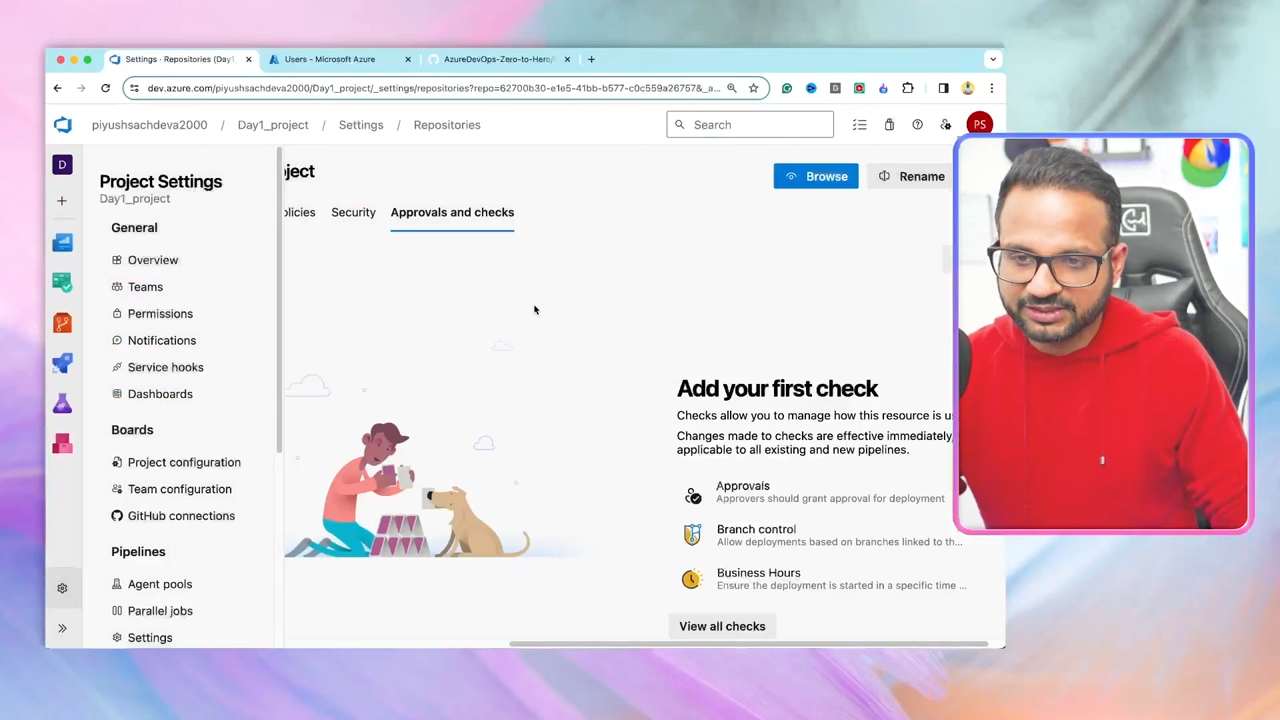 Settings · Repositories (Day1_
Users - Microsoft Azure
AzureDevOps-Zero-to-Hero/
dev.azure.com/piyushsachdeva2000/Day1_project/_settings/repositories?repo=62700b30-e1e5-41bb-b577-c0c559a26757&_a...
piyushsachdeva2000 / Day1_project / Settings / Repositories
Search
PS
D
Project Settings
Day1_project
General
Overview
Teams
Permissions
Notifications
Service hooks
Dashboards
Boards
Project configuration
Team configuration
GitHub connections
Pipelines
Agent pools
Parallel jobs
Settings
ject
Browse
Rename
olicies
Security
Approvals and checks
Add your first check
Checks allow you to manage how this resource is u
Changes made to checks are effective immediately,
applicable to all existing and new pipelines.
Approvals
Approvers should grant approval for deployment
Branch control
Allow deployments based on branches linked to th...
Business Hours
Ensure the deployment is started in a specific time ...
View all checks